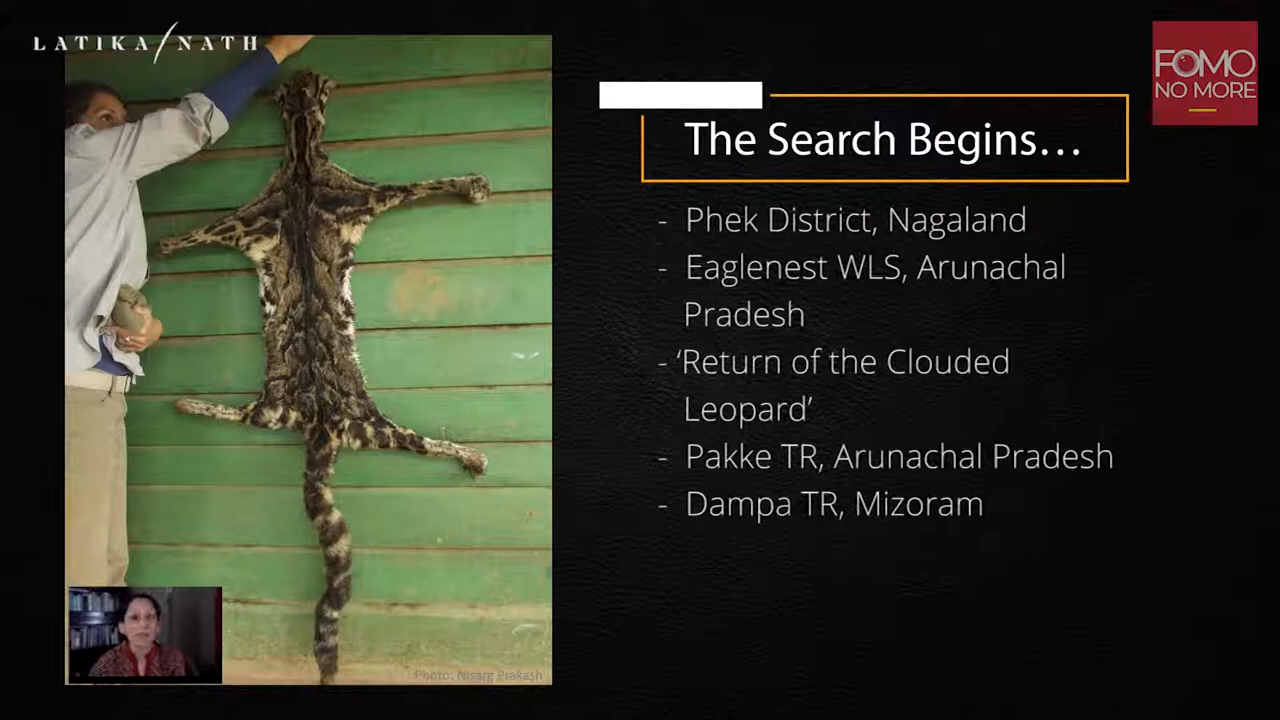 LATIKA/NATH
FOMO
NO MORE
The Search Begins...
- Phek District, Nagaland
- Eaglenest WLS, Arunachal
Pradesh
- ‘Return of the Clouded
Leopard’
- Pakke TR, Arunachal Pradesh
- Dampa TR, Mizoram
Photo: Nisarg Prakash